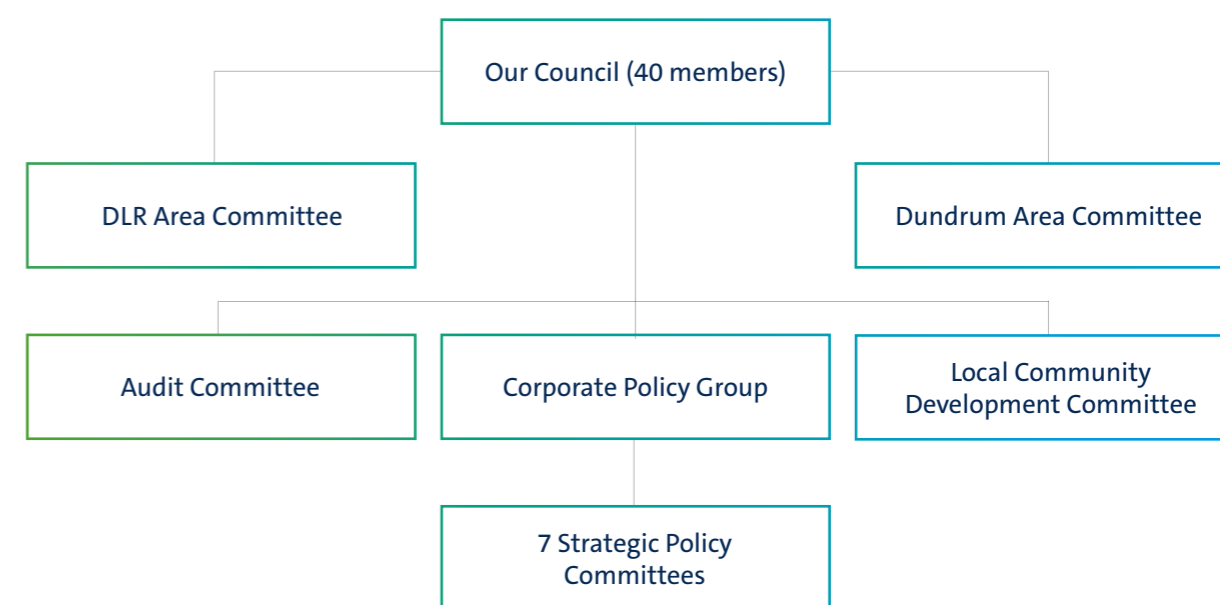 Our Council (40 members)
DLR Area Committee
Dundrum Area Committee
Audit Committee
Corporate Policy Group
Local Community
Development Committee
7 Strategic Policy
Committees